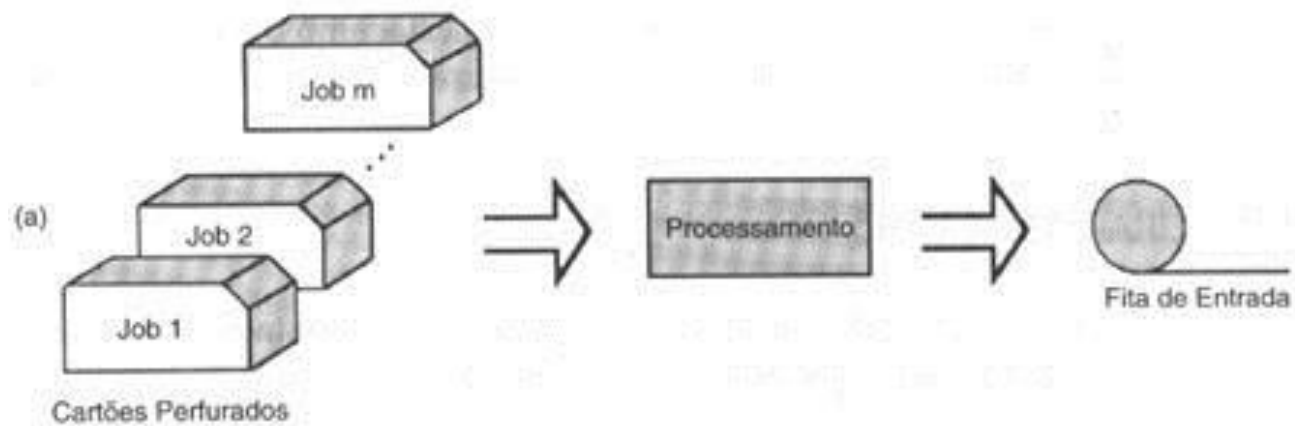 Job m
(a)
Job 2
Job 1
Cartões Perfurados
Processamento
Fita de Entrada